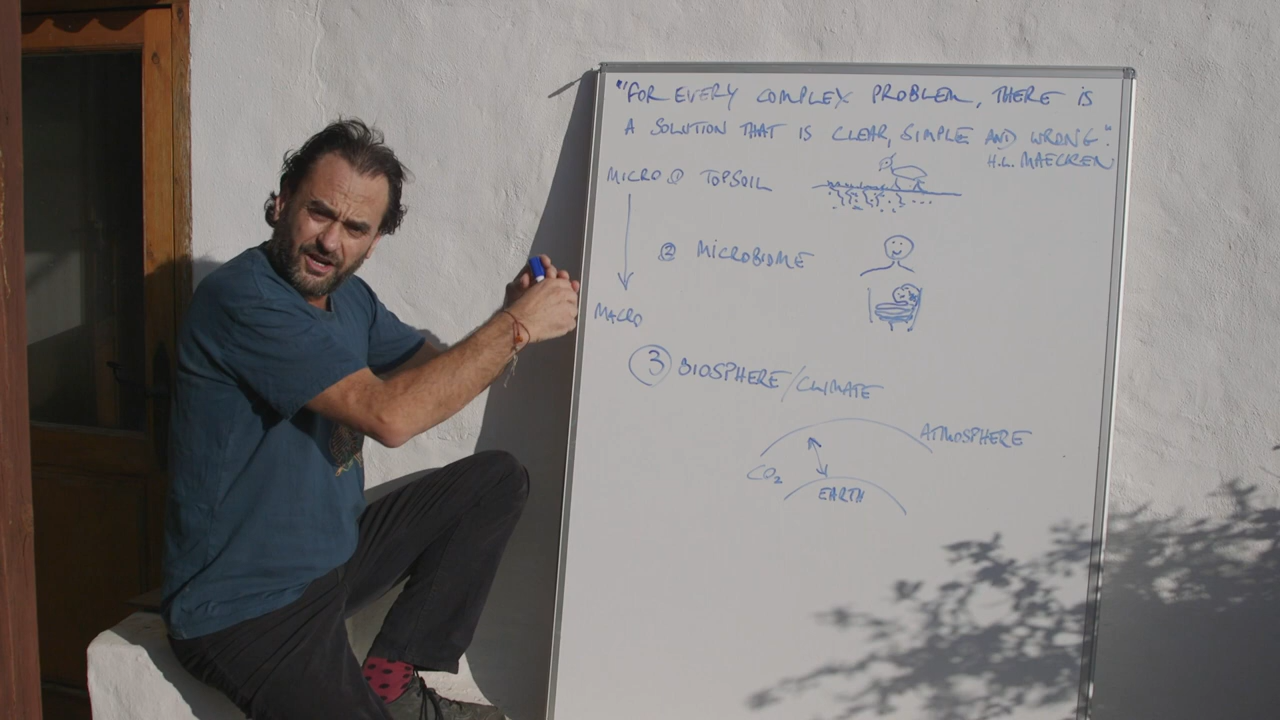 "FOR EVERY COMPLEX PROBLEM, THERE IS
A SOLUTION THAT IS CLEAR, SIMPLE AND WRONG."
H.L. MAECKEN
MICRO ① TOPSOIL
② MICROBIOME
MACRO
③ BIOSPHERE/CLIMATE
ATMOSPHERE
CO₂
EARTH